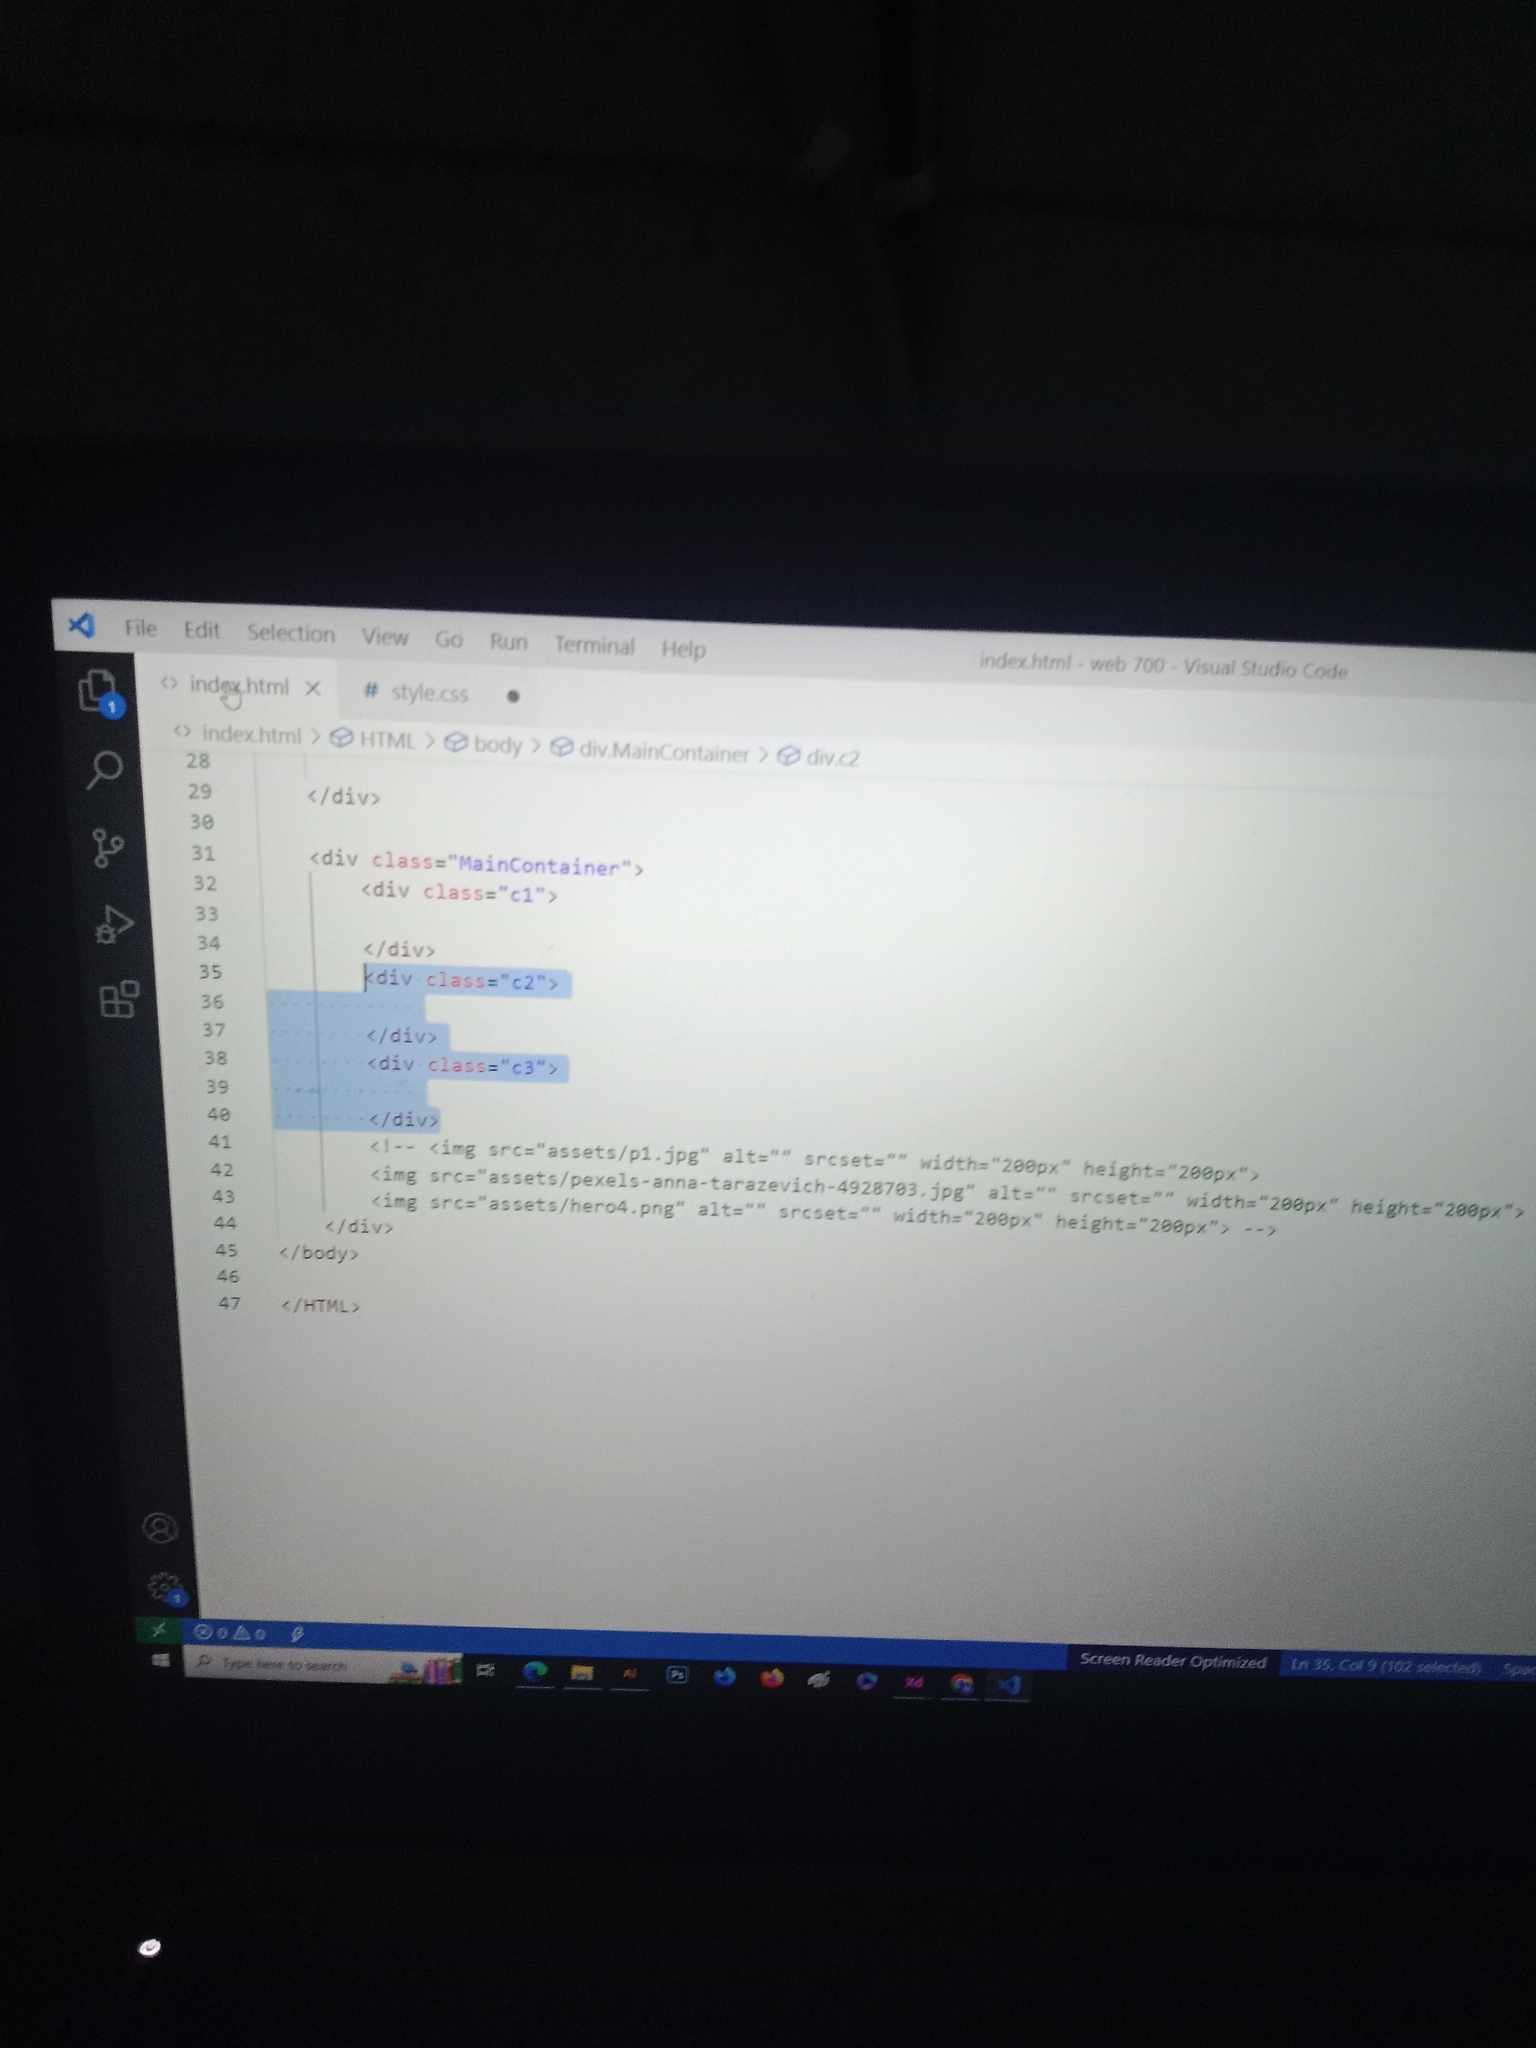 File Edit Selection View Go Run Terminal Help index.html - web 700 - Visual Studio Code
index.html style.css
index.html > HTML > body > div.MainContainer > div.c2
28
29 </div>
30
31 <div class="MainContainer">
32 <div class="c1">
33
34 </div>
35 <div class="c2">
36
37 </div>
38 <div class="c3">
39
40 </div>
41 <!-- <img src="assets/p1.jpg" alt="" srcset="" width="200px" height="200px">
42 <img src="assets/pexels-anna-tarazevich-4928703.jpg" alt="" srcset="" width="200px" height="200px">
43 <img src="assets/hero4.png" alt="" srcset="" width="200px" height="200px"> -->
44 </div>
45 </body>
46
47 </HTML>
1
1
0 0
Screen Reader Optimized Ln 35, Col 9 (102 selected)
Type here to search Ai Ps Xd